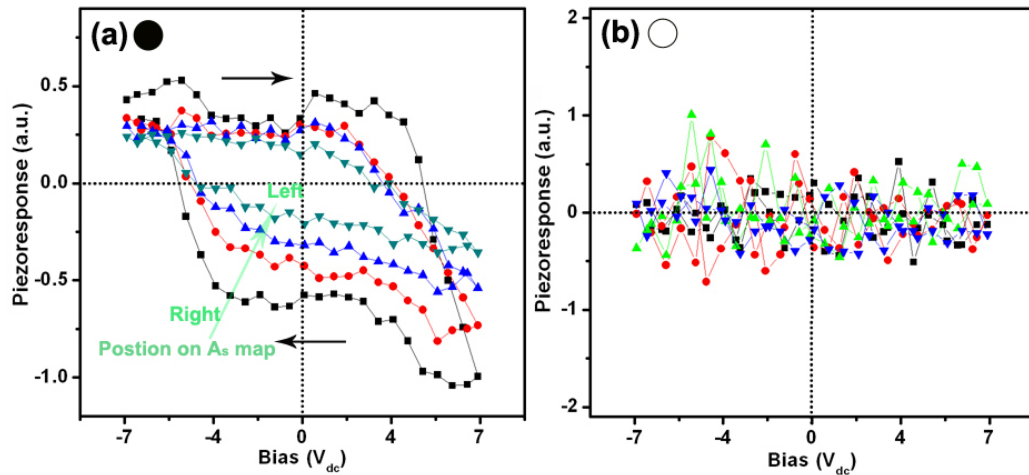 (a)
Piezoresponse (a.u.)
0.5
0.0
-0.5
-1.0
Left
Right
Postion on As map
-7
-4
0
4
7
Bias (Vdc)
(b)
Piezoresponse (a.u.)
2
1
0
-1
-2
-7
-4
0
4
7
Bias (Vdc)